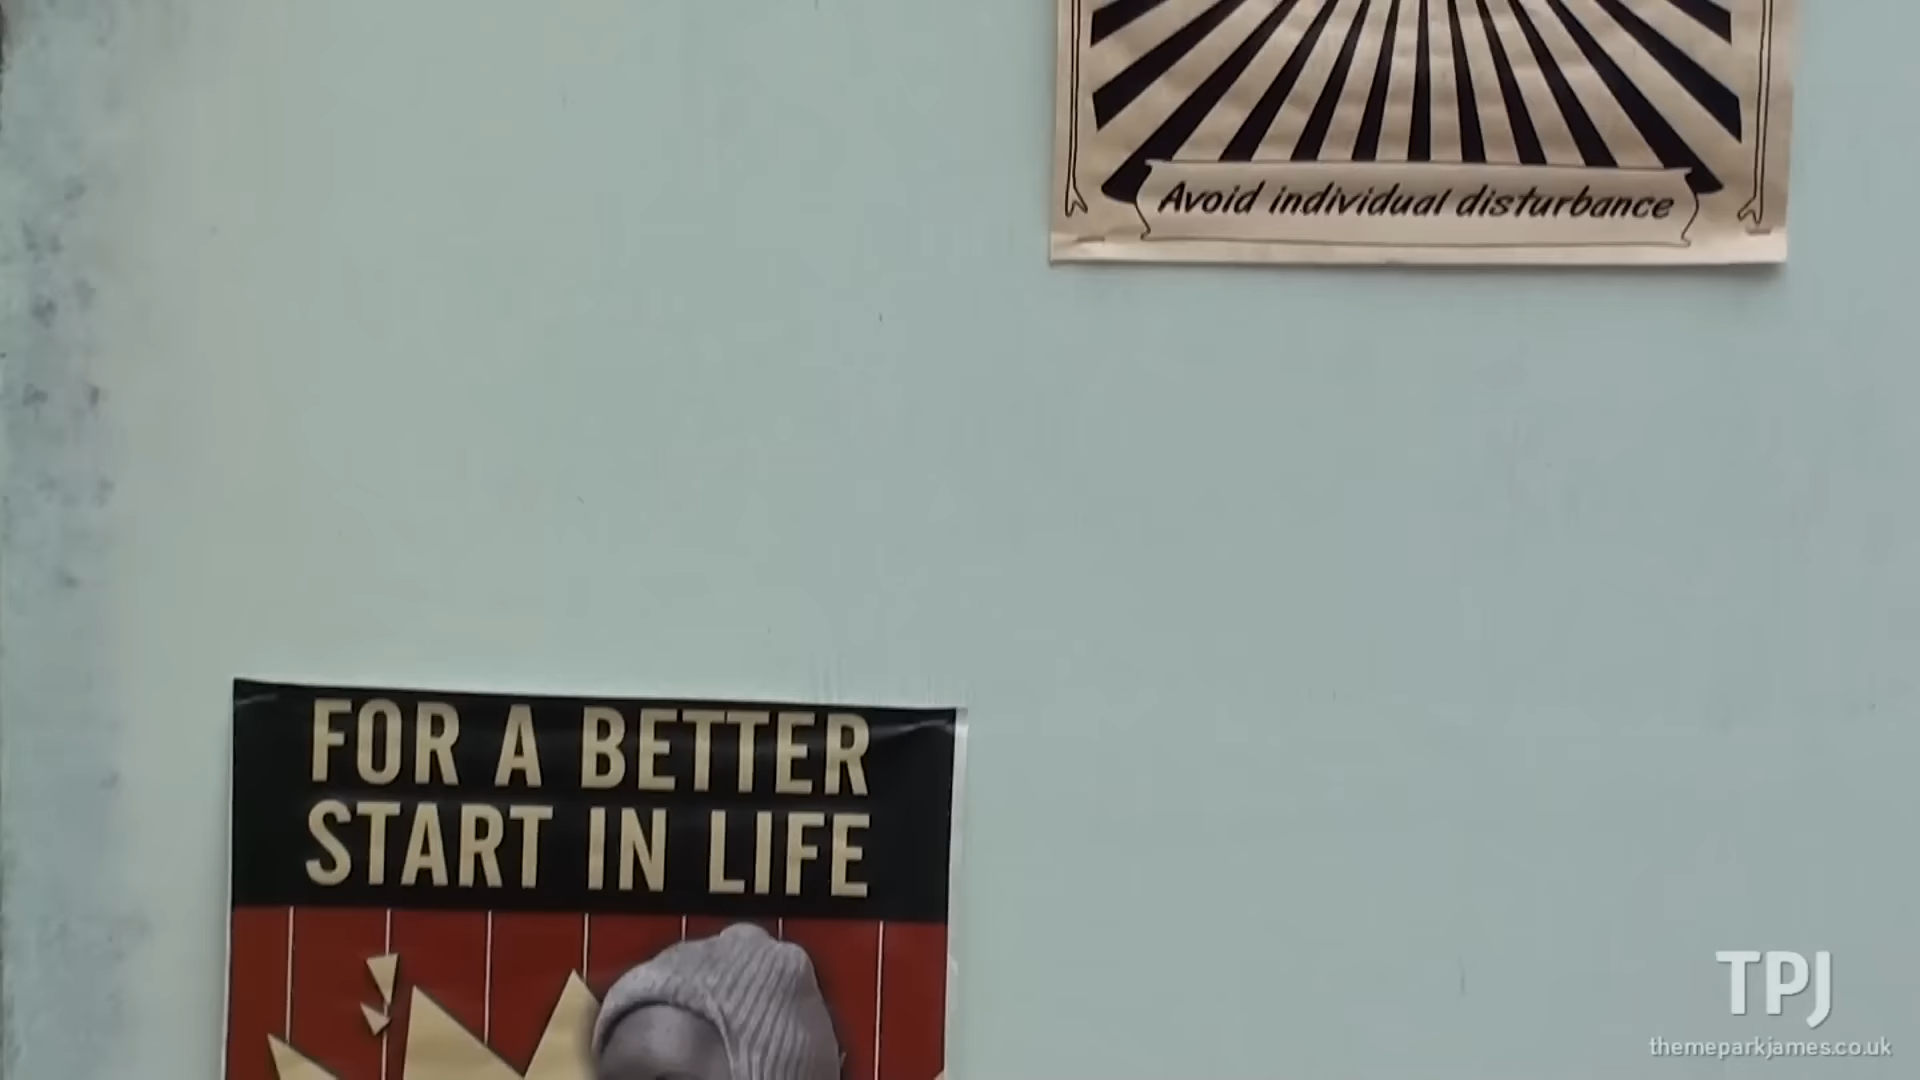 Avoid individual disturbance
FOR A BETTER
START IN LIFE
TPJ
themeparkjames.co.uk